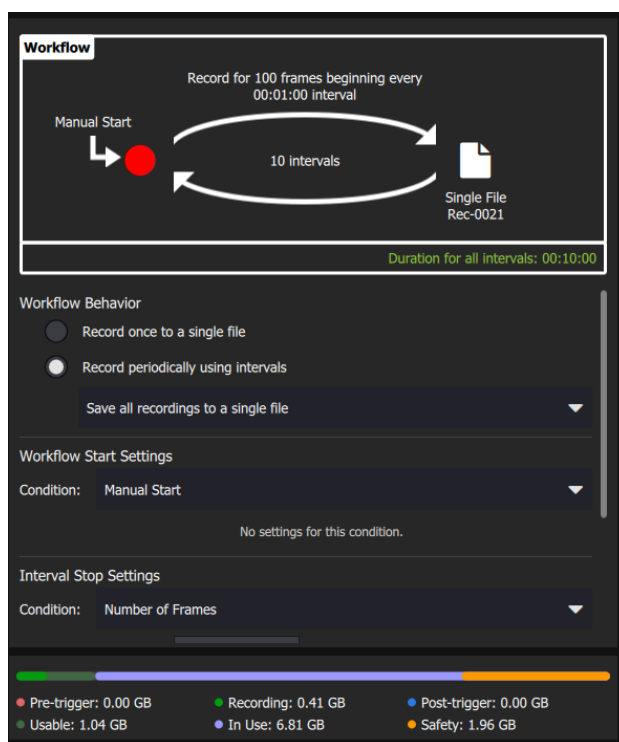 Workflow
Record for 100 frames beginning every
00:01:00 interval
Manual Start
10 intervals
Single File
Rec-0021
Duration for all intervals: 00:10:00
Workflow Behavior
Record once to a single file
Record periodically using intervals
Save all recordings to a single file
Workflow Start Settings
Condition: Manual Start
No settings for this condition.
Interval Stop Settings
Condition: Number of Frames
Pre-trigger: 0.00 GB Recording: 0.41 GB Post-trigger: 0.00 GB
Usable: 1.04 GB In Use: 6.81 GB Safety: 1.96 GB